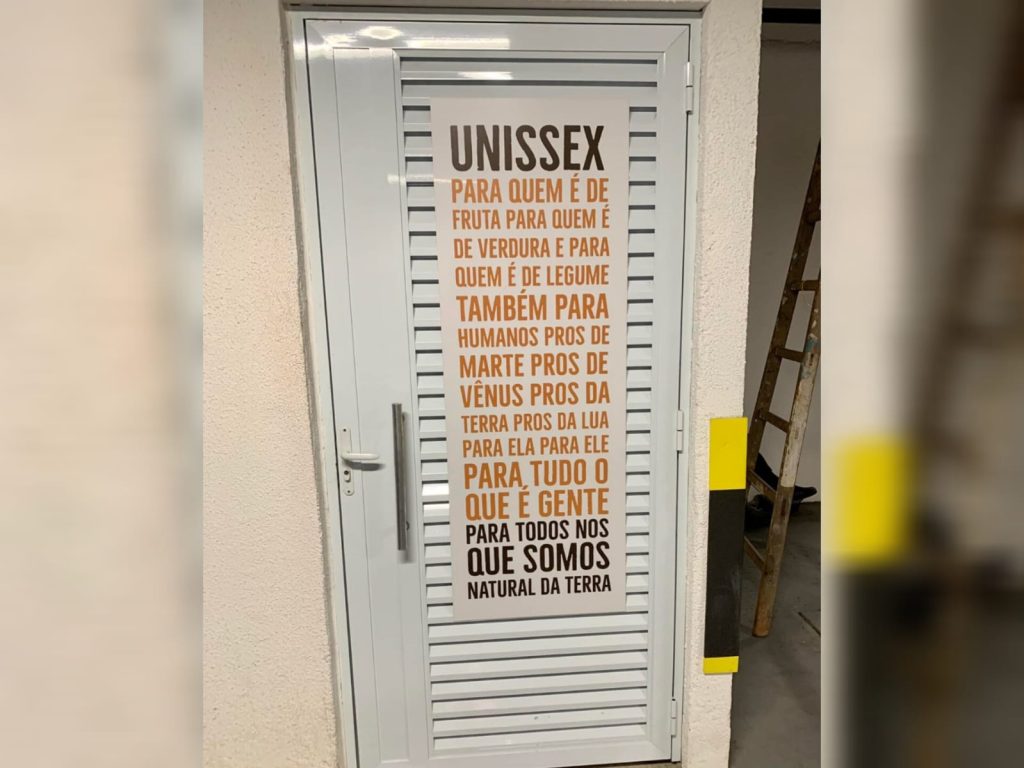 UNISSEX
PARA QUEM É DE
FRUTA PARA QUEM É
DE VERDURA E PARA
QUEM É DE LEGUME
TAMBÉM PARA
HUMANOS PROS DE
MARTE PROS DE
VÊNUS PROS DA
TERRA PROS DA LUA
PARA ELA PARA ELE
PARA TUDO O
QUE É GENTE
PARA TODOS NOS
QUE SOMOS
NATURAL DA TERRA